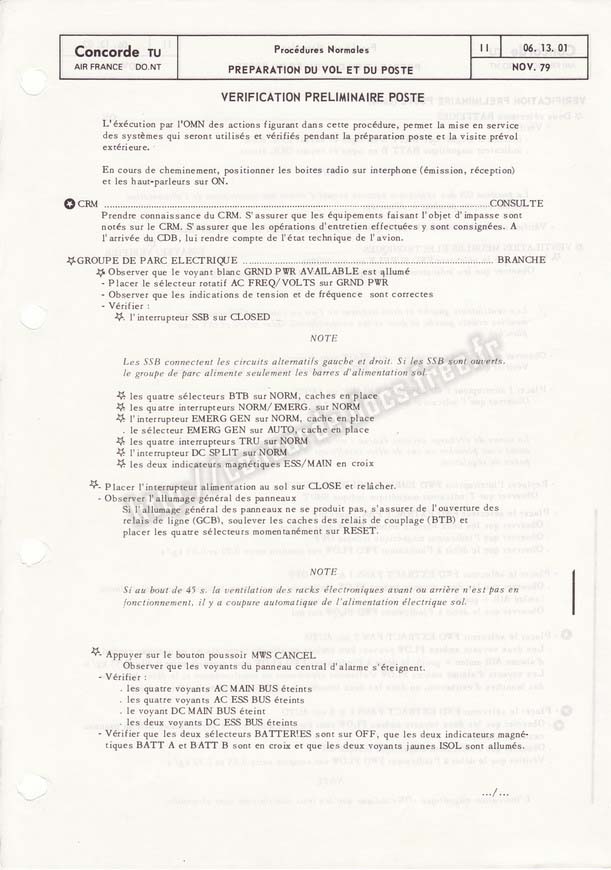 Concorde TU
AIR FRANCE DO.NT
Procédures Normales
PREPARATION DU VOL ET DU POSTE
II
06. 13. 01
NOV. 79
VERIFICATION PRELIMINAIRE POSTE
L'éxécution par l'OMN des actions figurant dans cette procédure, permet la mise en service
des systèmes qui seront utilisés et vérifiés pendant la préparation poste et la visite prévol
extérieure.
En cours de cheminement, positionner les boites radio sur interphone (émission, réception)
et les haut-parleurs sur ON.
CRM ...CONSULTE
Prendre connaissance du CRM. S'assurer que les équipements faisant l'objet d'impasse sont
notés sur le CRM. S'assurer que les opérations d'entretien effectuées y sont consignées. A
l'arrivée du CDB, lui rendre compte de l'état technique de l'avion.
GROUPE DE PARC ELECTRIQUE ... BRANCHE
Observer que le voyant blanc GRND PWR AVAILABLE est allumé
- Placer le sélecteur rotatif AC FREQ/VOLTS sur GRND PWR
- Observer que les indications de tension et de fréquence sont correctes
- Vérifier :
l'interrupteur SSB sur CLOSED
NOTE
Les SSB connectent les circuits alternatifs gauche et droit. Si les SSB sont ouverts,
le groupe de parc alimente seulement les barres d'alimentation sol.
les quatre sélecteurs BTB sur NORM, caches en place
les quatre interrupteurs NORM/EMERG. sur NORM
l'interrupteur EMERG GEN sur NORM, cache en place
. le sélecteur EMERG GEN sur AUTO, cache en place
les quatre interrupteurs TRU sur NORM
l'interrupteur DC SPLIT sur NORM
les deux indicateurs magnétiques ESS/MAIN en croix
- Placer l'interrupteur alimentation au sol sur CLOSE et relâcher.
- Observer l'allumage général des panneaux
Si l'allumage général des panneaux ne se produit pas, s'assurer de l'ouverture des
relais de ligne (GCB), soulever les caches des relais de couplage (BTB) et
placer les quatre sélecteurs momentanément sur RESET.
NOTE
Si au bout de 45 s. la ventilation des racks électroniques avant ou arrière n'est pas en
fonctionnement, il y a coupure automatique de l'alimentation électrique sol.
- Appuyer sur le bouton poussoir MWS CANCEL
Observer que les voyants du panneau central d'alarme s'éteignent.
- Vérifier :
. les quatre voyants AC MAIN BUS éteints
. les quatre voyants AC ESS BUS éteints
. le voyant DC MAIN BUS éteint
. les deux voyants DC ESS BUS éteints
- Vérifier que les deux sélecteurs BATTERIES sont sur OFF, que les deux indicateurs magné-
tiques BATT A et BATT B sont en croix et que les deux voyants jaunes ISOL sont allumés.
.../...